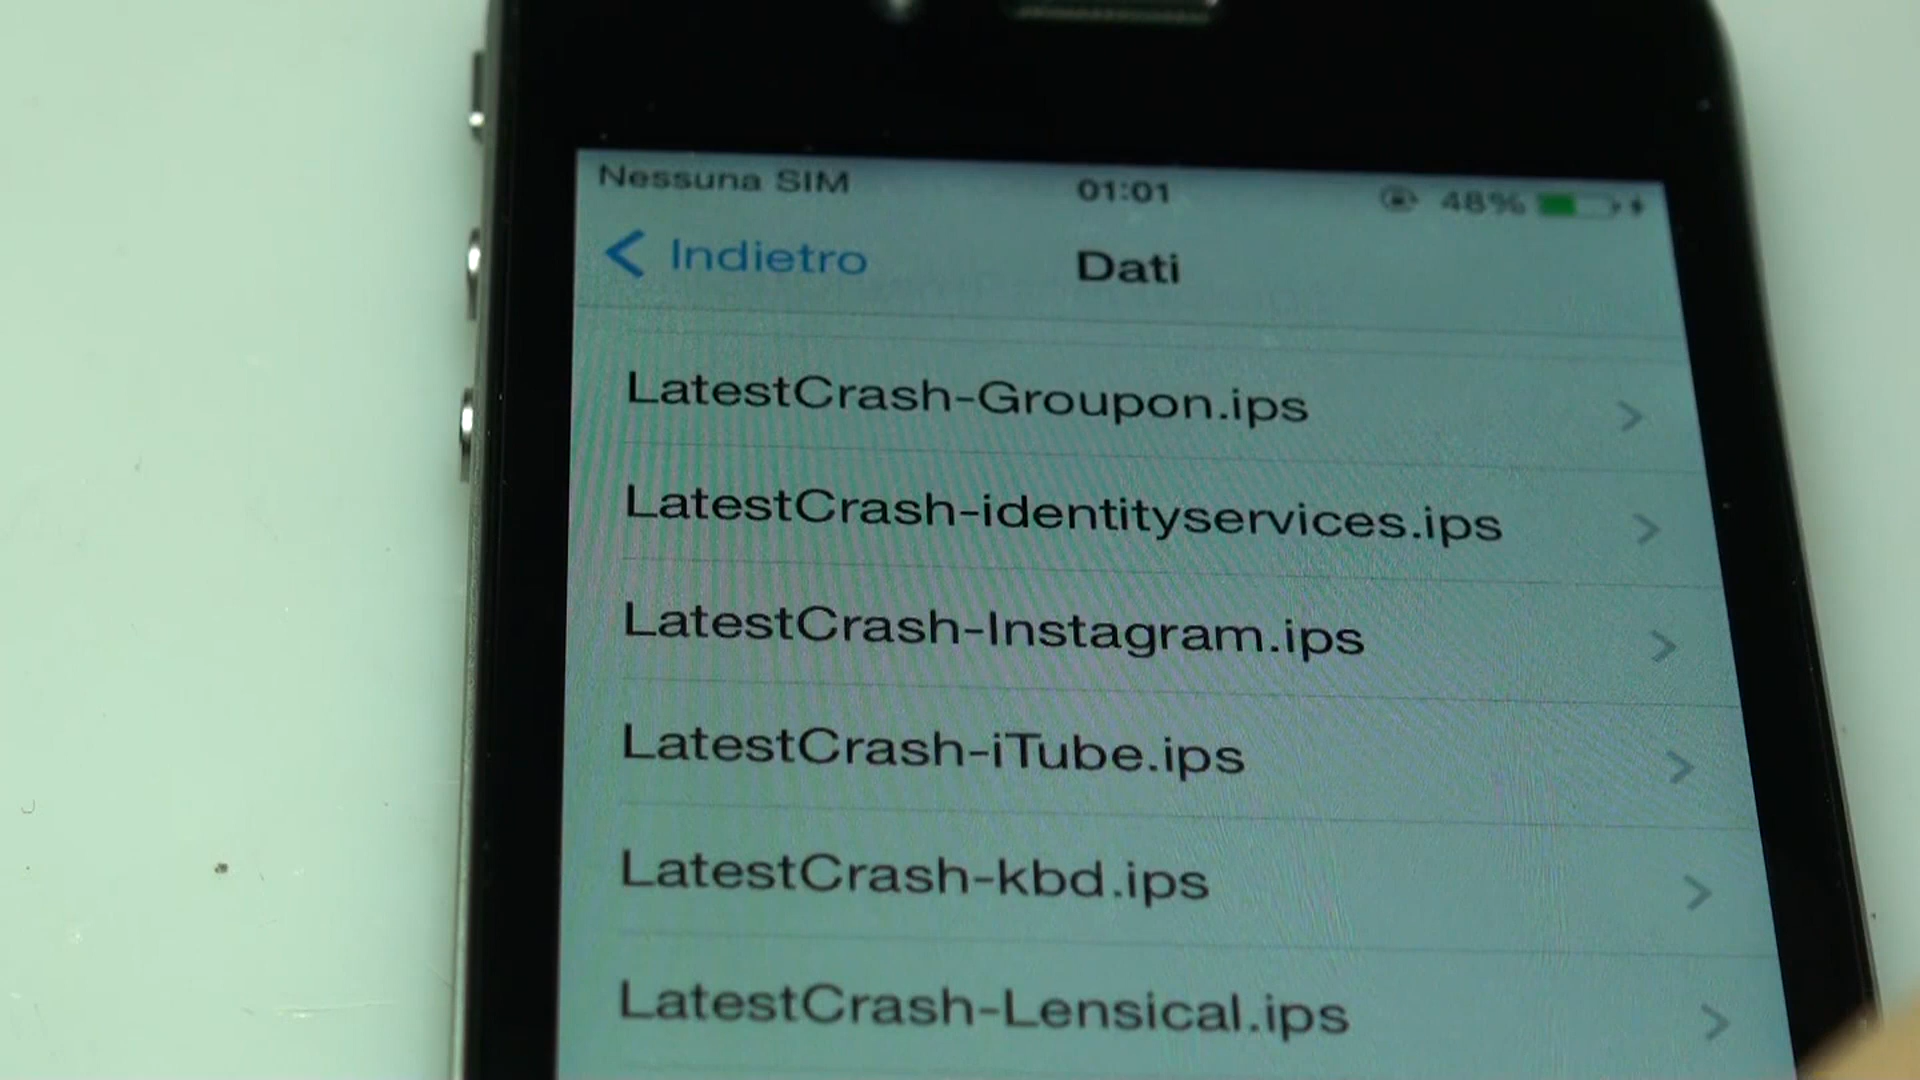 Nessuna SIM 01:01 48%
Indietro Dati
LatestCrash-Groupon.ips
LatestCrash-identityservices.ips
LatestCrash-Instagram.ips
LatestCrash-iTube.ips
LatestCrash-kbd.ips
LatestCrash-Lensical.ips